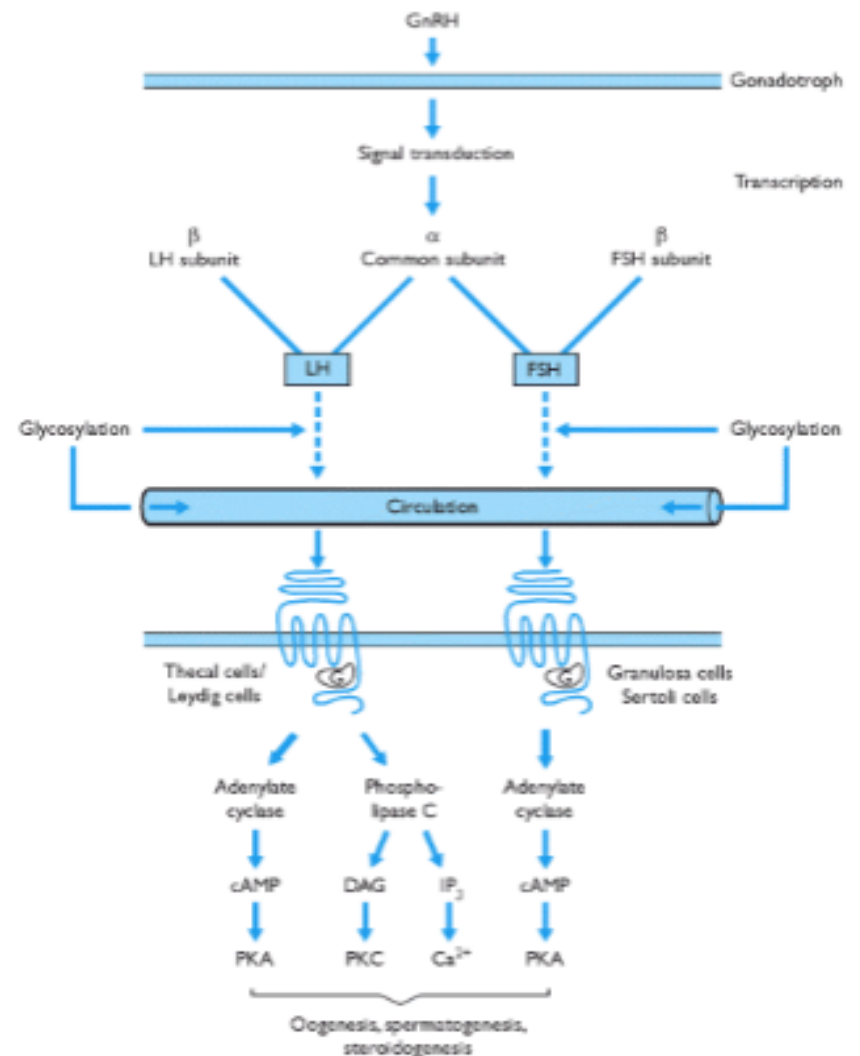 GnRH
Gonadotroph
Signal transduction
Transcription
β
LH subunit
α
Common subunit
β
FSH subunit
LH
FSH
Glycosylation
Glycosylation
Circulation
Thecal cells/
Leydig cells
G
G
Granulosa cells
Sertoli cells
Adenylate
cyclase
Phospho-
lipase C
Adenylate
cyclase
cAMP
DAG
IP₃
cAMP
PKA
PKC
Ca²⁺
PKA
Oogenesis, spermatogenesis,
steroidogenesis